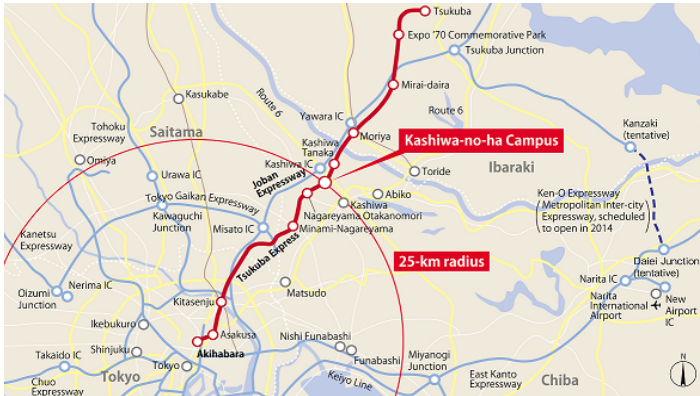 Tsukuba
Expo '70 Commemorative Park
Tsukuba Junction
Mirai-daira
Kasukabe
Route 6
Yawara IC
Route 6
Kanzaki
(tentative)
Tohoku
Expressway
Saitama
Moriya
Kashiwa-no-ha Campus
Kashiwa
Tanaka
Omiya
Kashiwa IC
Toride
Ibaraki
Urawa IC
Joban
Expressway
Abiko
Ken-O Expressway
/ Metropolitan Inter-city
Expressway, scheduled
to open in 2014
Tokyo Gaikan Expressway
Kashiwa
Kawaguchi
Junction
Nagareyama Otakanomori
Misato IC
Minami-Nagareyama
Kanetsu
Expressway
Tsukuba Express
25-km radius
Daiei Junction
(tentative)
Nerima IC
Matsudo
Narita IC
Oizumi
Junction
Kitasenju
Narita
International
Airport
New
Airport
IC
Ikebukuro
Asakusa
Nishi Funabashi
Shinjuku
Akihabara
Takaido IC
Tokyo
Funabashi
Miyanogi
Junction
Tokyo
Chuo
Expressway
Keiyo Line
East Kanto
Expressway
Chiba
N